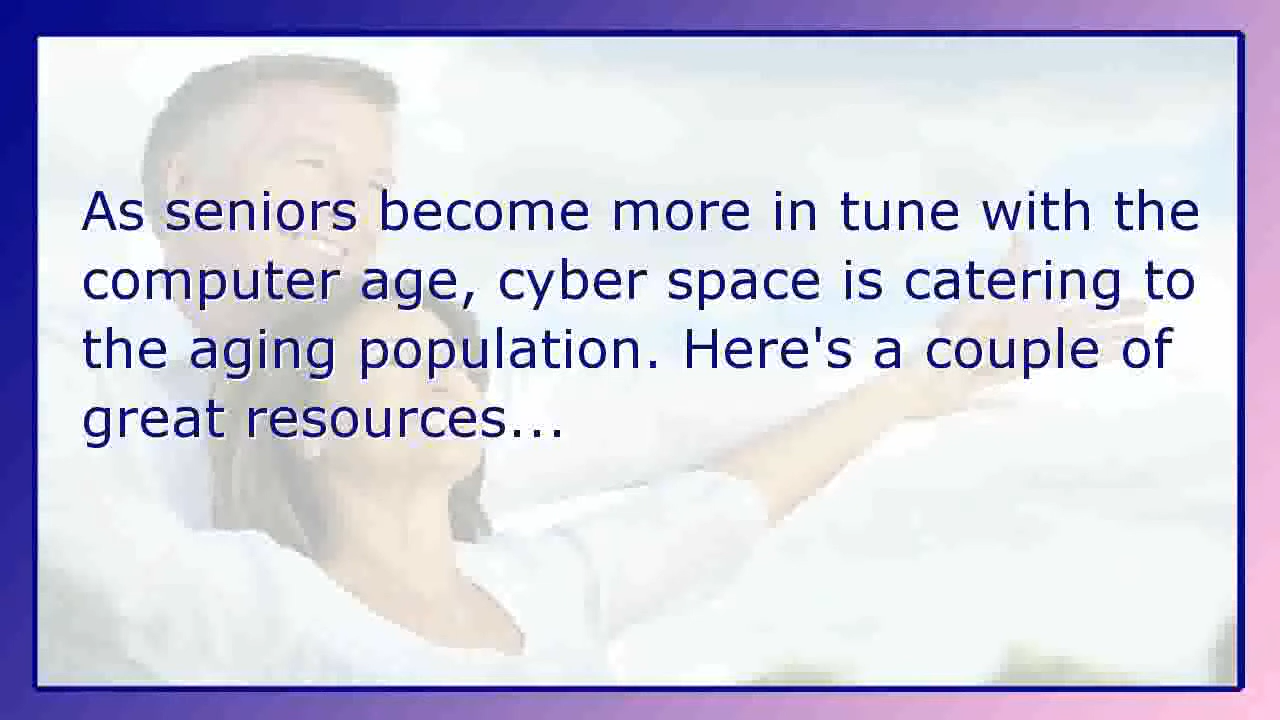 As seniors become more in tune with the
computer age, cyber space is catering to
the aging population. Here's a couple of
great resources...